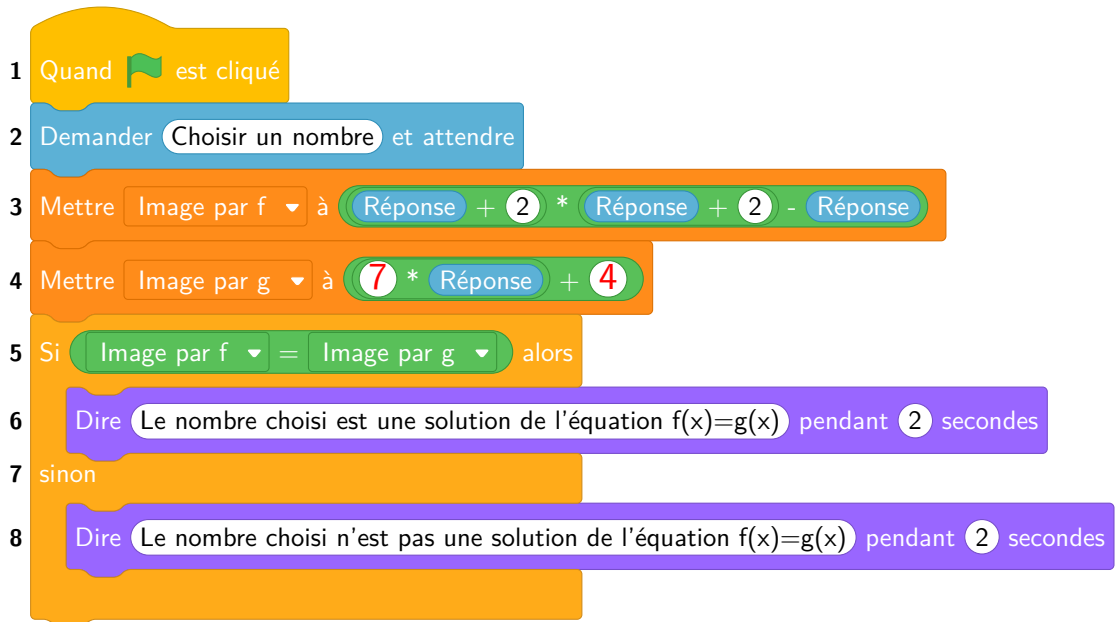 1 Quand est cliqué
2 Demander Choisir un nombre et attendre
3 Mettre Image par f à Réponse + 2 * Réponse + 2 - Réponse
4 Mettre Image par g à 7 * Réponse + 4
5 Si Image par f = Image par g alors
6 Dire Le nombre choisi est une solution de l'équation f(x)=g(x) pendant 2 secondes
7 sinon
8 Dire Le nombre choisi n'est pas une solution de l'équation f(x)=g(x) pendant 2 secondes